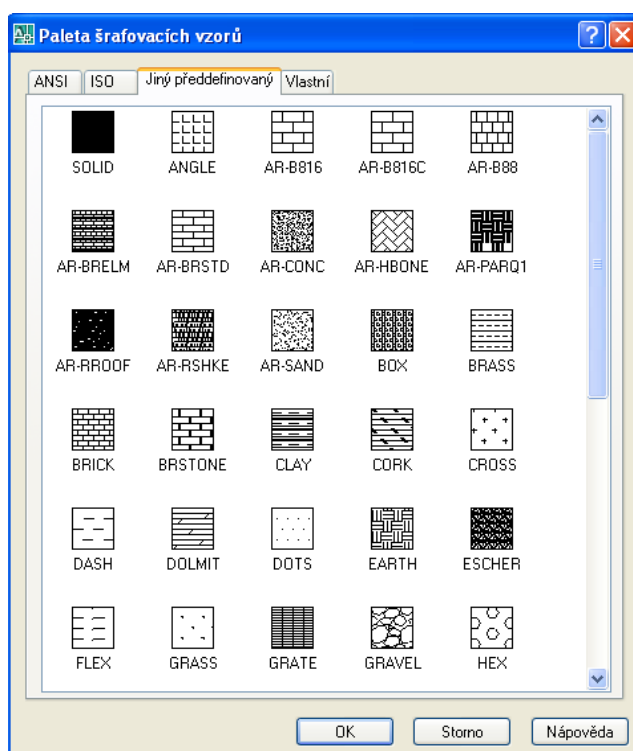 Paleta šrafovacích vzorů
ANSI ISO Jiný předdefinovaný Vlastní
SOLID ANGLE AR-B816 AR-B816C AR-B88
AR-BRELM AR-BRSTD AR-CONC AR-HBONE AR-PARQ1
AR-RROOF AR-RSHKE AR-SAND BOX BRASS
BRICK BRSTONE CLAY CORK CROSS
DASH DOLMIT DOTS EARTH ESCHER
FLEX GRASS GRATE GRAVEL HEX
OK Storno Nápověda